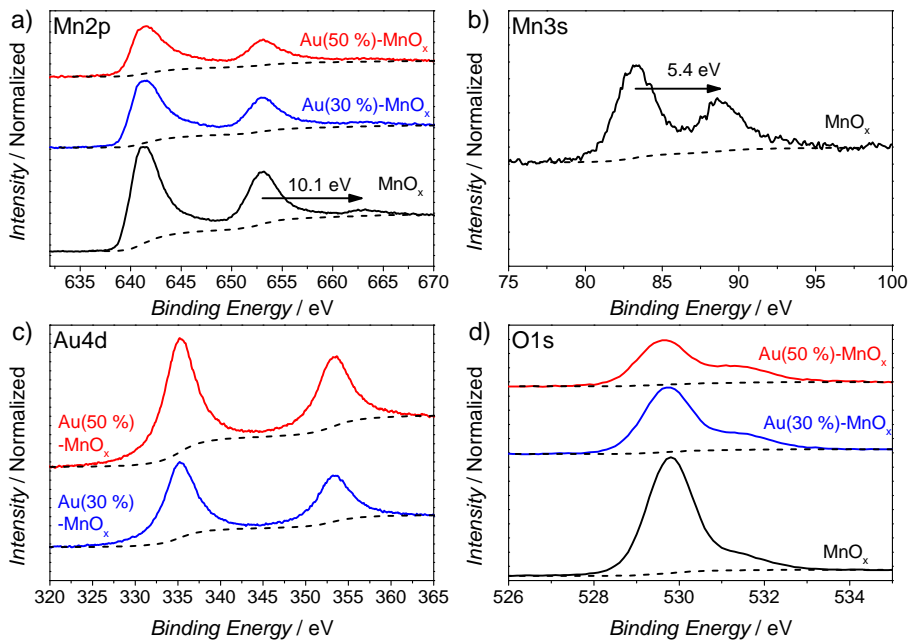 a) Mn2p
Au(50 %)-MnOₓ
Au(30 %)-MnOₓ
10.1 eV
MnOₓ
Intensity / Normalized
635 640 645 650 655 660 665 670
Binding Energy / eV
b) Mn3s
5.4 eV
MnOₓ
Intensity / Normalized
75 80 85 90 95 100
Binding Energy / eV
c) Au4d
Au(50 %)
-MnOₓ
Au(30 %)
-MnOₓ
Intensity / Normalized
320 325 330 335 340 345 350 355 360 365
Binding Energy / eV
d) O1s
Au(50 %)-MnOₓ
Au(30 %)-MnOₓ
MnOₓ
Intensity / Normalized
526 528 530 532 534
Binding Energy / eV